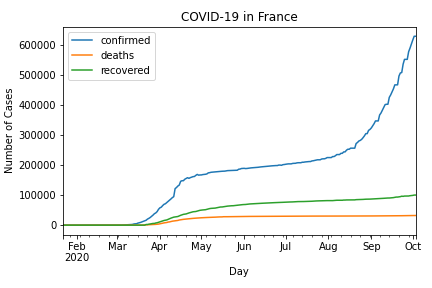 COVID-19 in France
confirmed
deaths
recovered
Number of Cases
600000
500000
400000
300000
200000
100000
0
Feb
2020
Mar
Apr
May
Jun
Jul
Aug
Sep
Oct
Day